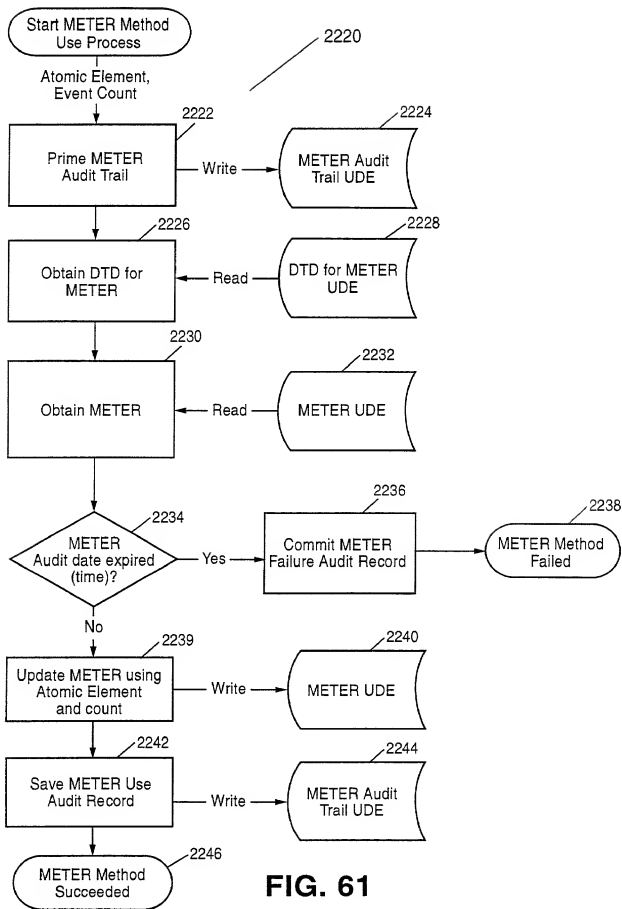 Start METER Method
Use Process
2220
Atomic Element,
Event Count
2222
2224
Prime METER
Audit Trail
Write
METER Audit
Trail UDE
2226
2228
Obtain DTD for
METER
Read
DTD for METER
UDE
2230
2232
Obtain METER
Read
METER UDE
2234
2236
2238
METER
Audit date expired
(time)?
Yes
Commit METER
Failure Audit Record
METER Method
Failed
No
2239
2240
Update METER using
Atomic Element
and count
Write
METER UDE
2242
2244
Save METER Use
Audit Record
Write
METER Audit
Trail UDE
2246
METER Method
Succeeded
FIG. 61